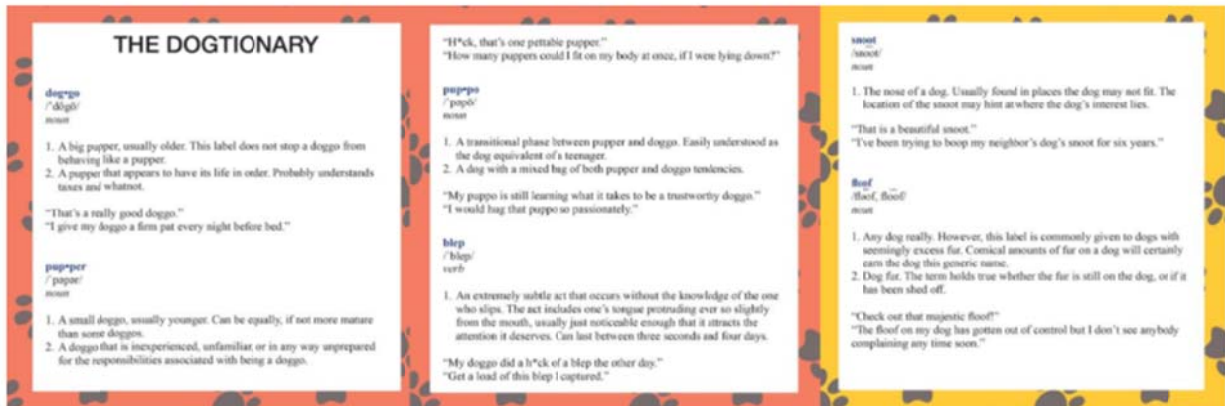 THE DOGTIONARY
dog•go
/ˈdôgō/
noun
1. A big pupper, usually older. This label does not stop a doggo from
behaving like a pupper.
2. A pupper that appears to have its life in order. Probably understands
taxes and whatnot.
"That's a really good doggo."
"I give my doggo a firm pat every night before bed."
pup•per
noun
1. A small doggo, usually younger. Can be equally, if not more mature
than some doggos.
2. A doggo that is inexperienced, unfamiliar, or in any way unprepared
for the responsibilities associated with being a doggo.
"H*ck, that's one pettable pupper."
"How many puppers could I fit on my body at once, if I were lying down?"
pup•po
noun
1. A transitional phase between pupper and doggo. Easily understood as
the dog equivalent of a teenager.
2. A dog with a mixed bag of both pupper and doggo tendencies.
"My puppo is still learning what it takes to be a trustworthy doggo."
"I would hug that puppo so passionately."
blep
/ˈblep/
verb
1. An extremely subtle act that occurs without the knowledge of the one
who slips. The act includes one's tongue protruding ever so slightly
from the mouth, usually just noticeable enough that it attracts the
attention it deserves. Can last between three seconds and four days.
"My doggo did a h*ck of a blep the other day."
"Get a load of this blep I captured."
snoot
/snoot/
noun
1. The nose of a dog. Usually found in places the dog may not fit. The
location of the snoot may hint at where the dog's interest lies.
"That is a beautiful snoot."
"I've been trying to boop my neighbor's dog's snoot for six years."
floof
noun
1. Any dog really. However, this label is commonly given to dogs with
seemingly excess fur. Comical amounts of fur on a dog will certainly
earn the dog this generic name.
2. Dog fur. The term holds true whether the fur is still on the dog, or if it
has been shed off.
"Check out that majestic floof!"
"The floof on my dog has gotten out of control but I don't see anybody
complaining any time soon."